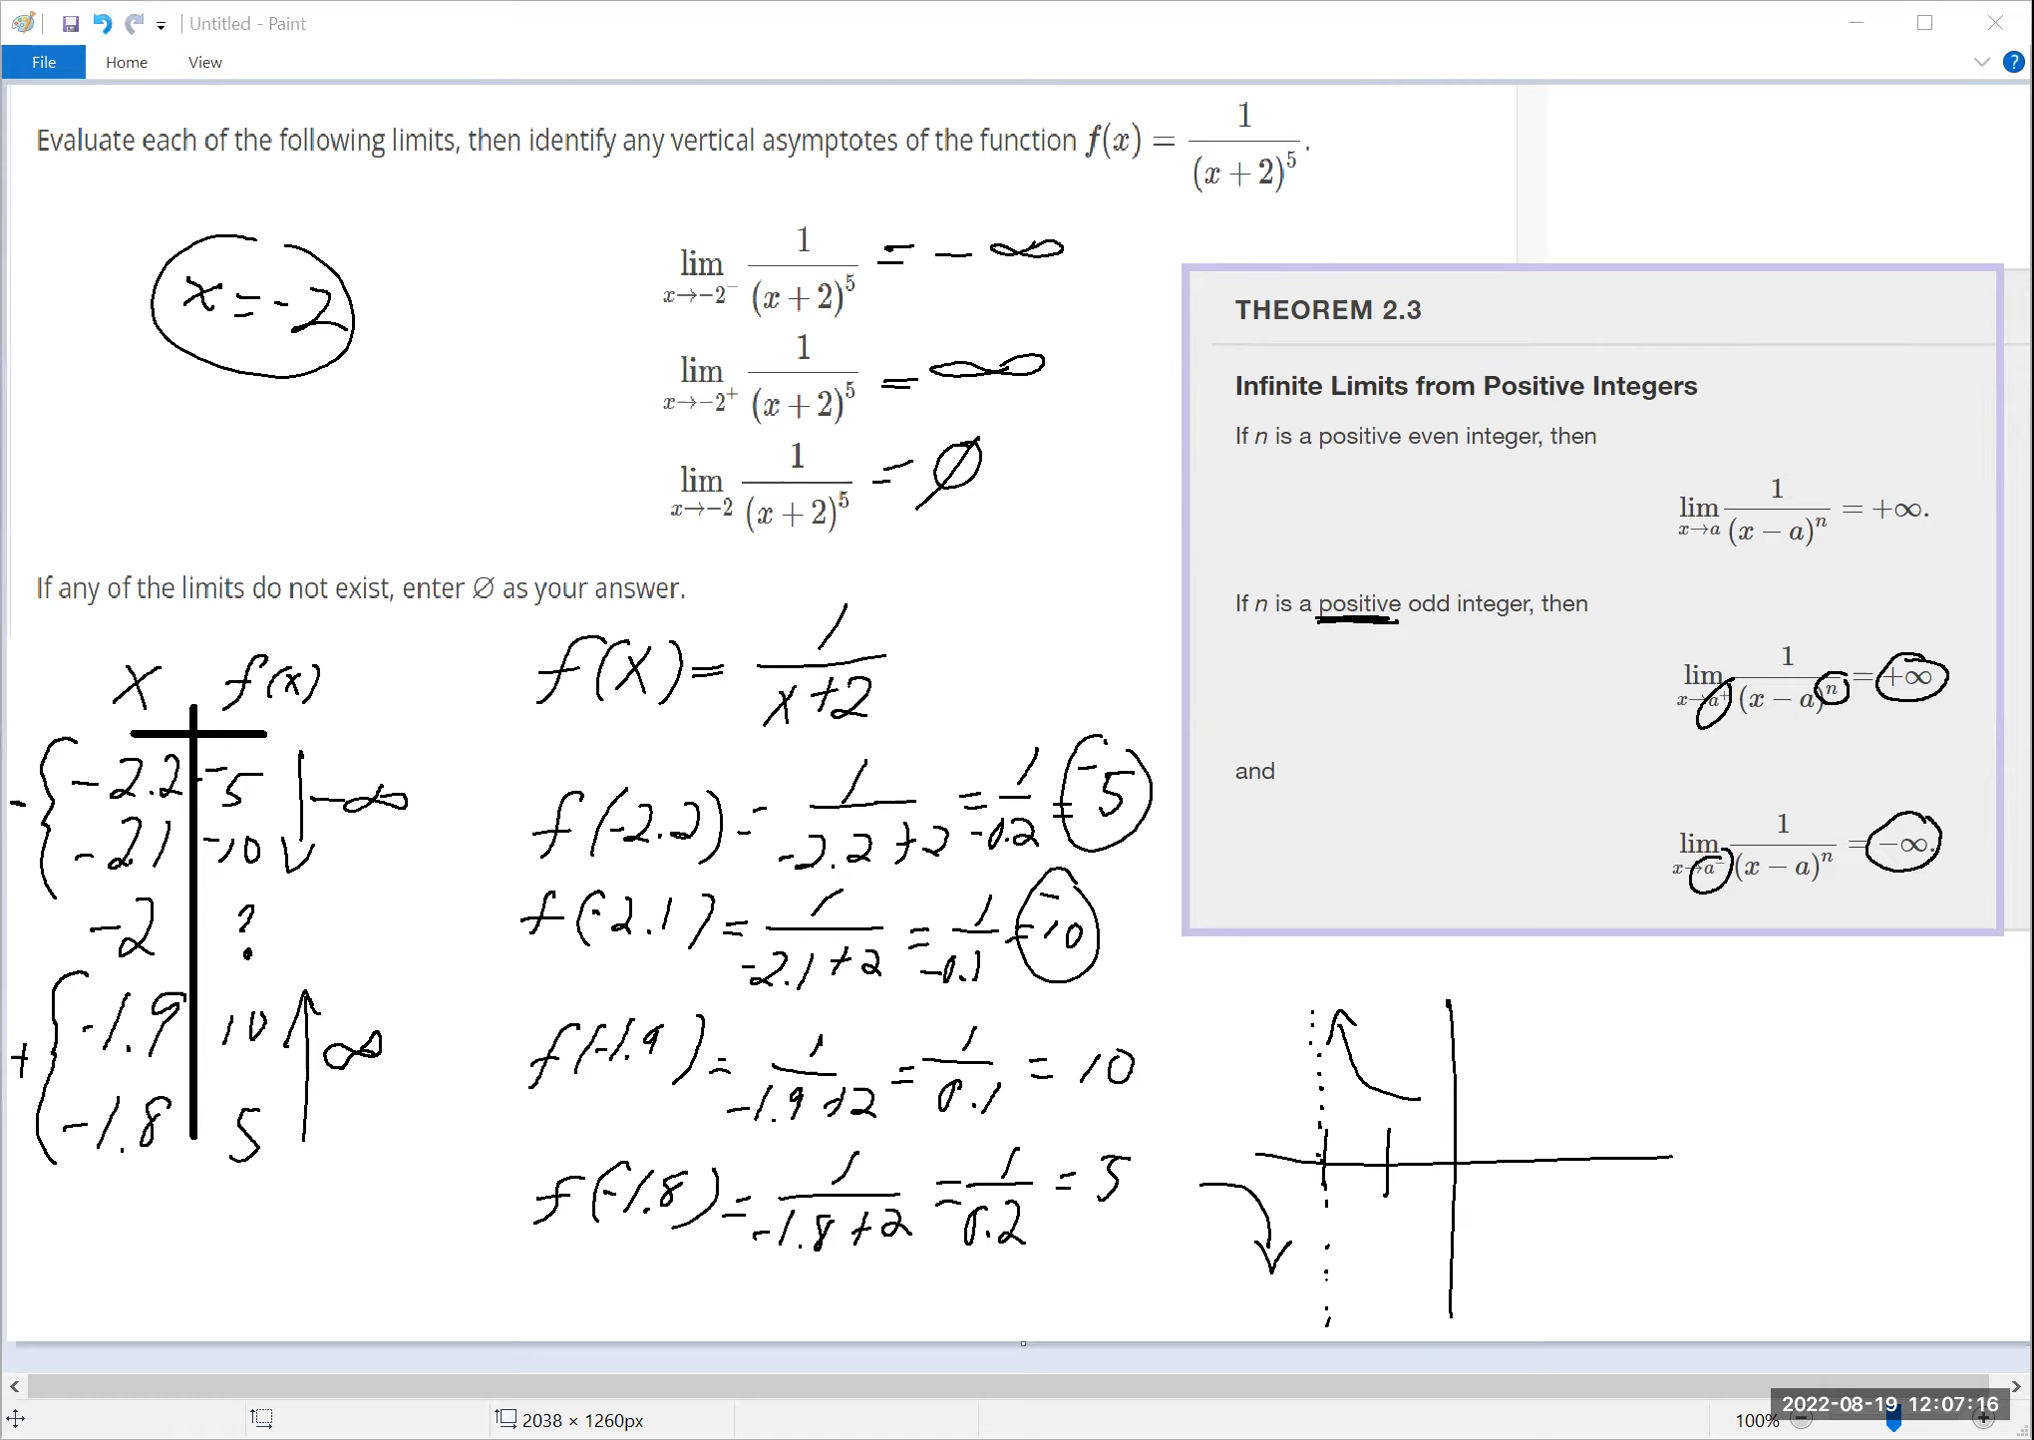 Untitled - Paint
File Home View
Evaluate each of the following limits, then identify any vertical asymptotes of the function f(x) = 1/(x + 2)^5.
x = -2
lim x→-2⁻ 1/(x + 2)^5 = - ∞
lim x→-2⁺ 1/(x + 2)^5 = ∞
lim x→-2 1/(x + 2)^5 = Ø
If any of the limits do not exist, enter Ø as your answer.
THEOREM 2.3
Infinite Limits from Positive Integers
If n is a positive even integer, then
lim x→a 1/(x − a)^n = +∞.
If n is a positive odd integer, then
lim x→a⁺ 1/(x − a)^n = +∞
and
lim x→a⁻ 1/(x − a)^n = −∞.
x f(x)
- -2.2 -5 -∞
-2.1 -10
-2 ?
+ -1.9 10 ∞
-1.8 5
f(x) = 1/(x+2)
f(-2.2) = 1/(-2.2+2) = 1/-0.2 = -5
f(-2.1) = 1/(-2.1+2) = 1/-0.1 = -10
f(-1.9) = 1/(-1.9+2) = 1/0.1 = 10
f(-1.8) = 1/(-1.8+2) = 1/0.2 = 5
2038 × 1260px
100%
2022-08-19 12:07:16